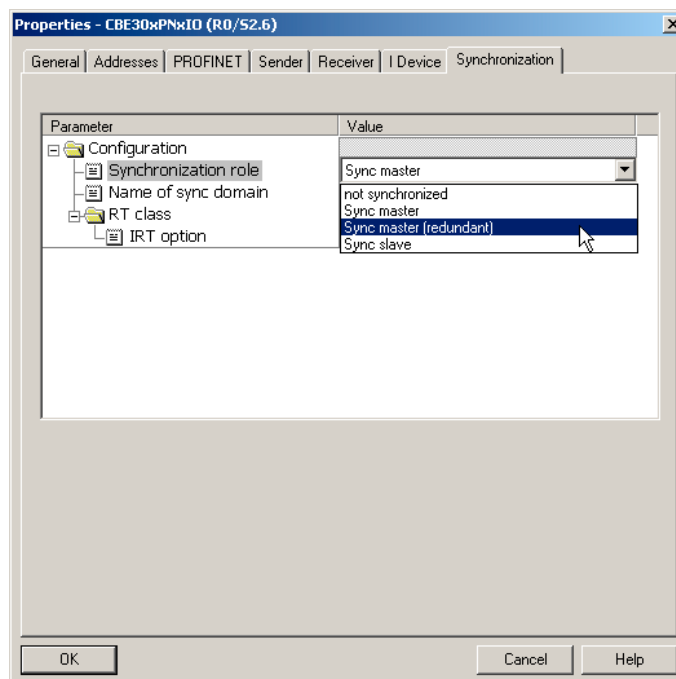 Properties - CBE30xPNxIO (R0/S2.6)
General Addresses PROFINET Sender Receiver I Device Synchronization
Parameter Value
Configuration
Synchronization role Sync master
Name of sync domain not synchronized
Sync master
RT class Sync master (redundant)
IRT option Sync slave
OK Cancel Help